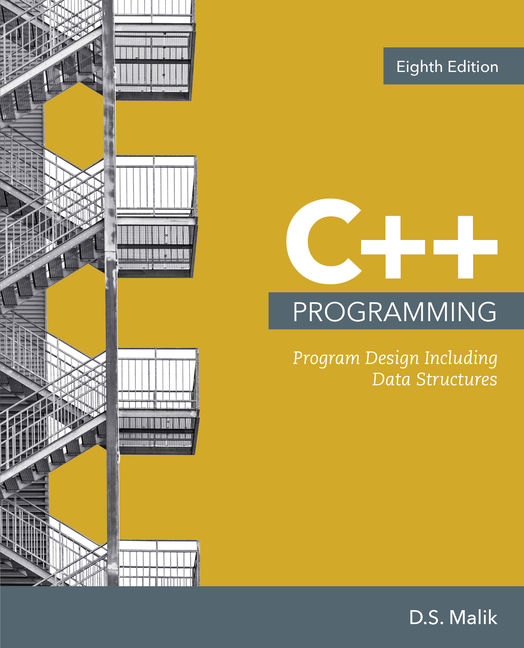 Eighth Edition
C++
PROGRAMMING
Program Design Including
Data Structures
D.S. Malik